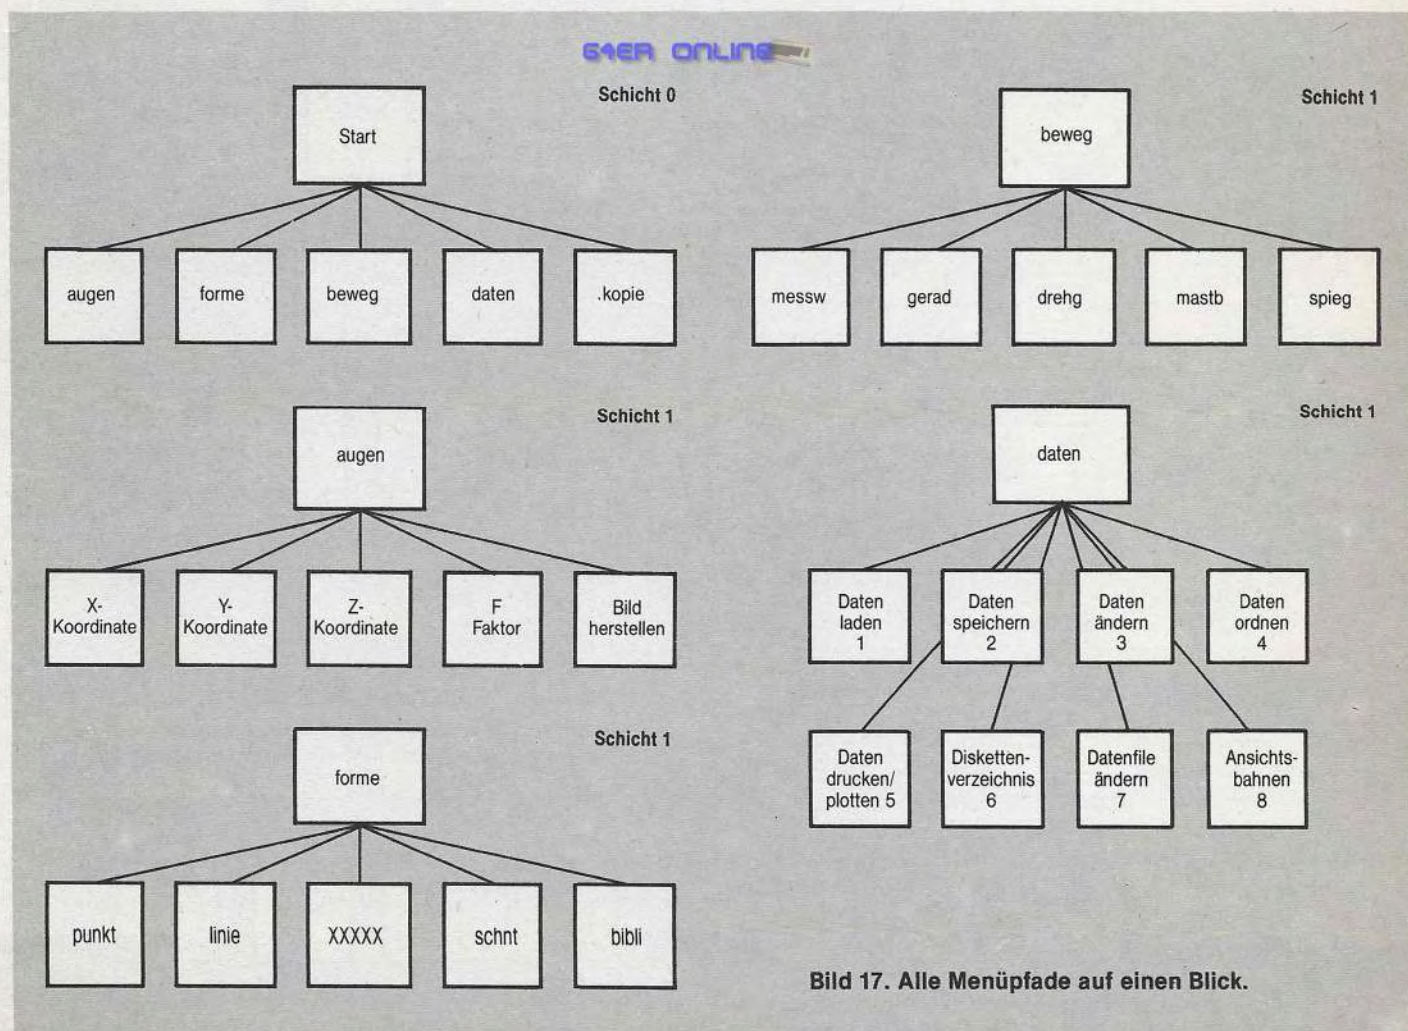 64ER ONLINE
Schicht 0
Start
augen
forme
beweg
daten
.kopie
Schicht 1
beweg
messw
gerad
drehg
mastb
spieg
Schicht 1
augen
X-
Koordinate
Y-
Koordinate
Z-
Koordinate
F
Faktor
Bild
herstellen
Schicht 1
daten
Daten
laden
1
Daten
speichern
2
Daten
ändern
3
Daten
ordnen
4
Daten
drucken/
plotten 5
Disketten-
verzeichnis
6
Datenfile
ändern
7
Ansichts-
bahnen
8
Schicht 1
forme
punkt
linie
XXXXX
schnt
bibli
Bild 17. Alle Menüpfade auf einen Blick.